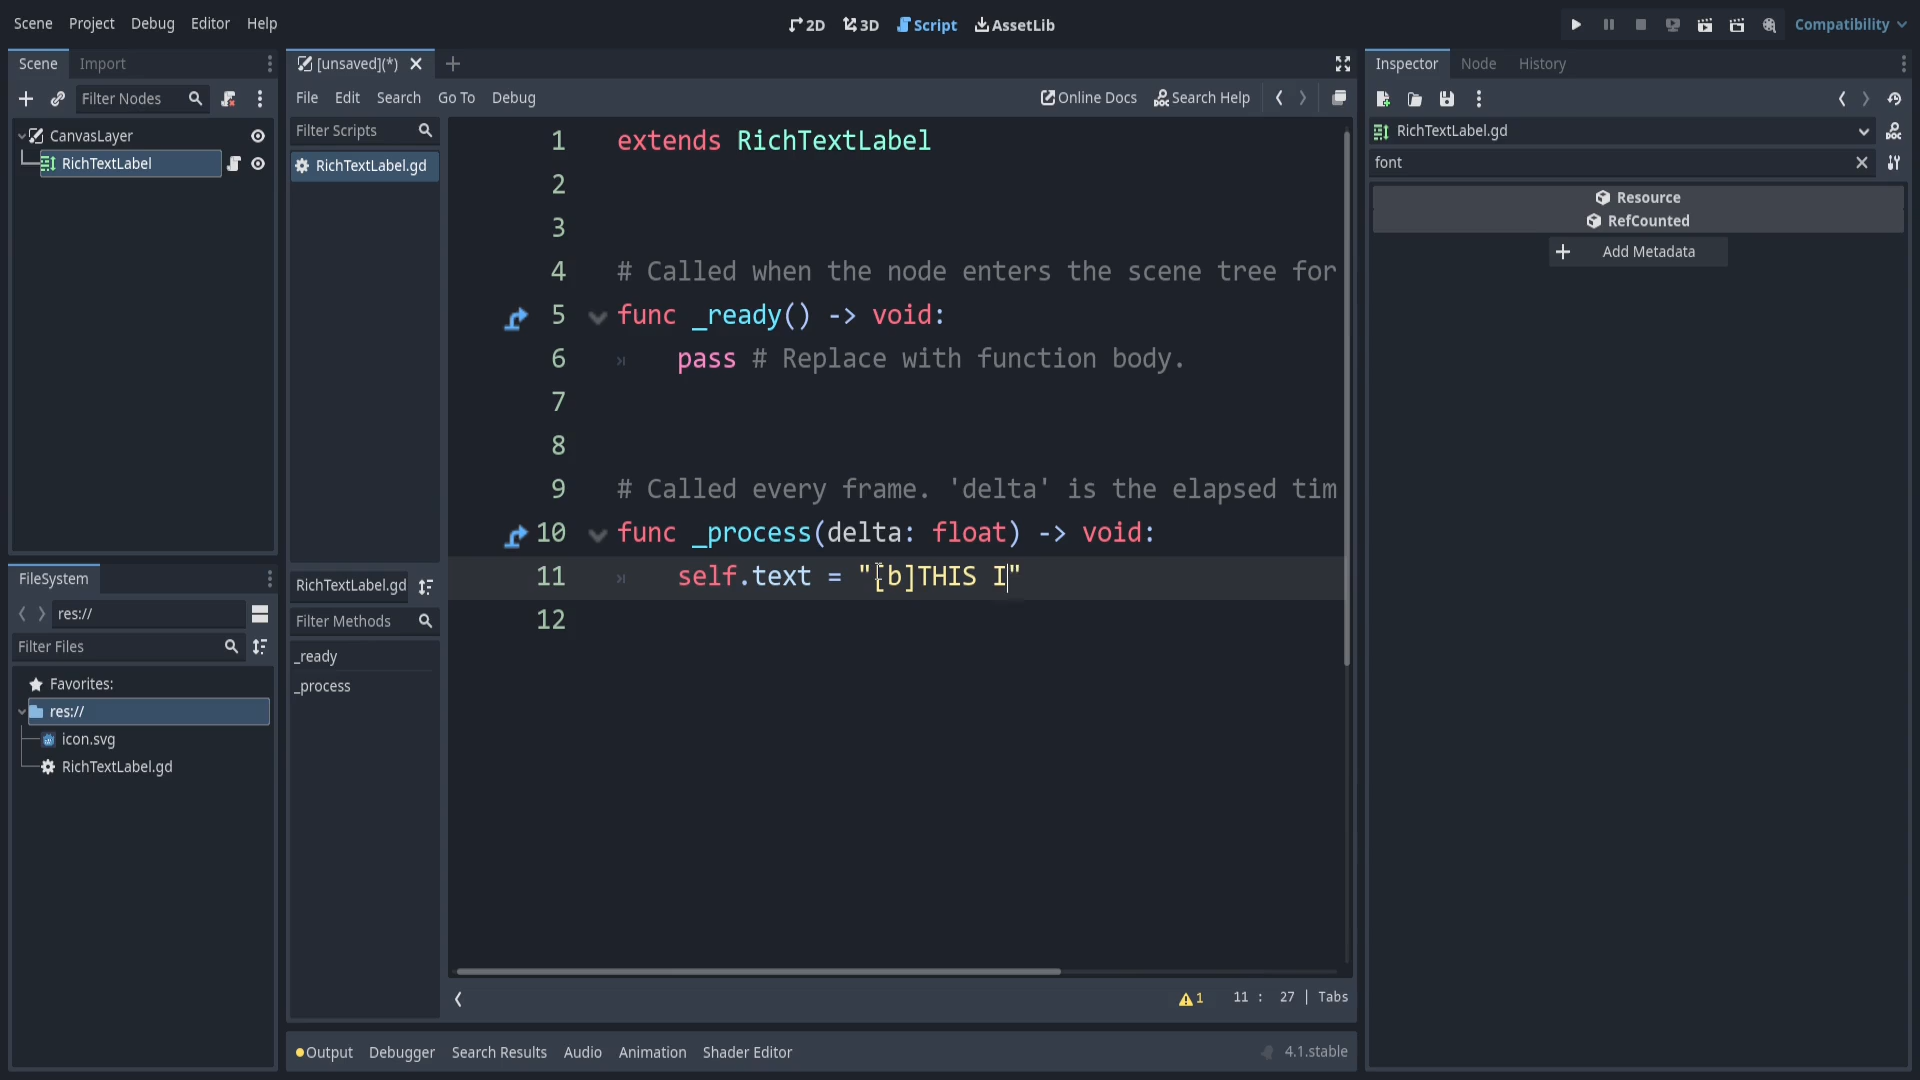 Scene Project Debug Editor Help
2D 3D Script AssetLib
Compatibility
Scene Import
Filter Nodes
CanvasLayer
RichTextLabel
FileSystem
res://
Filter Files
Favorites:
res://
icon.svg
RichTextLabel.gd
[unsaved](*)
File Edit Search Go To Debug
Online Docs Search Help
Filter Scripts
RichTextLabel.gd
RichTextLabel.gd
Filter Methods
_ready
_process
1 extends RichTextLabel
2
3
4 # Called when the node enters the scene tree for
5 func _ready() -> void:
6 pass # Replace with function body.
7
8
9 # Called every frame. 'delta' is the elapsed tim
10 func _process(delta: float) -> void:
11 self.text = "[b]THIS I"
12
1 11 : 27 | Tabs
Output Debugger Search Results Audio Animation Shader Editor
4.1.stable
Inspector Node History
RichTextLabel.gd
font
Resource
RefCounted
Add Metadata